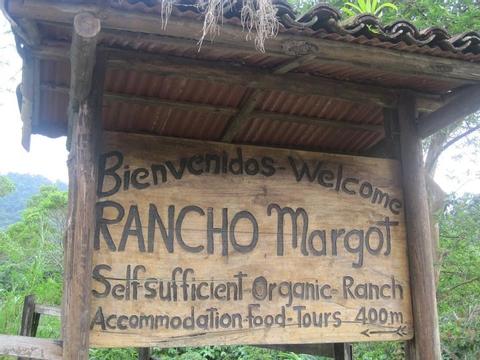 Bienvenidos-Welcome
RANCHO Margot
Selfsufficient-Organic-Ranch
Accommodation-Food-Tours 400m